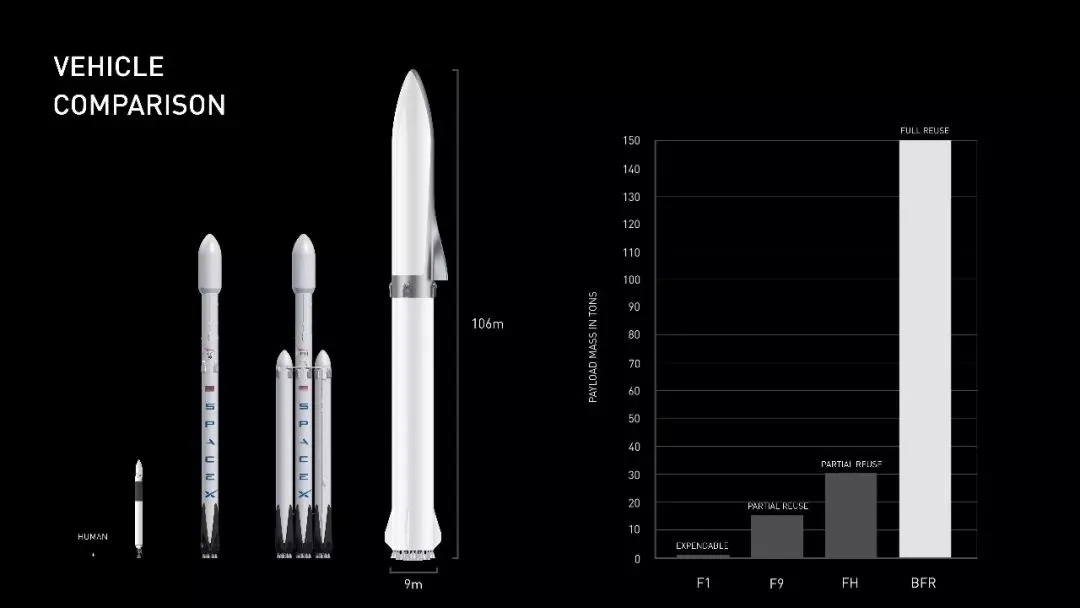 VEHICLE
COMPARISON
HUMAN
SPACEX
SPACEX
106m
9m
PAYLOAD MASS IN TONS
150
140
130
120
110
100
90
80
70
60
50
40
30
20
10
0
EXPENDABLE
PARTIAL REUSE
PARTIAL REUSE
FULL REUSE
F1
F9
FH
BFR